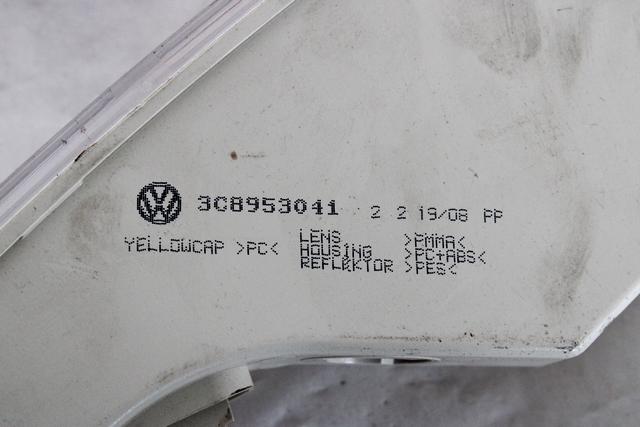 3C8953041 2 2 19/08 PP
YELLOWCAP >PC< LENS >PMMA<
HOUSING >PC+ABS<
REFLEKTOR >PES<